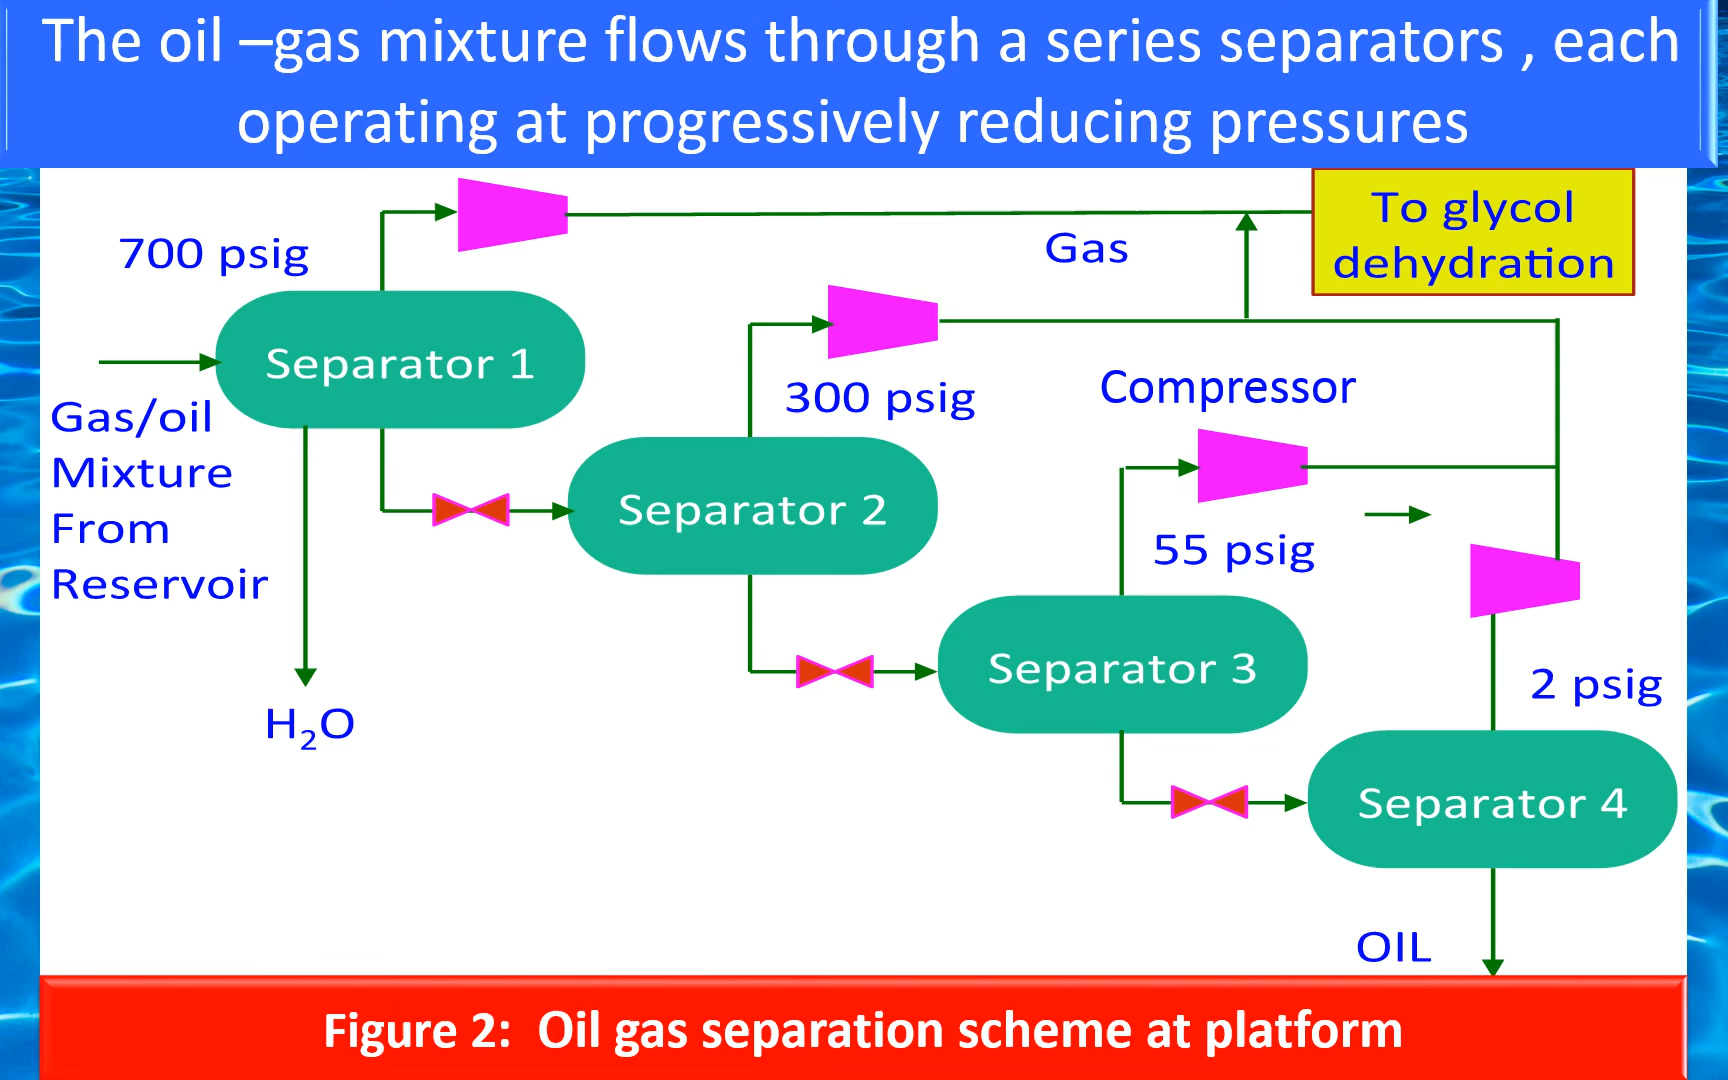 The oil –gas mixture flows through a series separators , each
operating at progressively reducing pressures
To glycol
dehydration
700 psig
Gas
Separator 1
300 psig
Compressor
Gas/oil
Mixture
From
Reservoir
Separator 2
55 psig
Separator 3
2 psig
H₂O
Separator 4
OIL
Figure 2:  Oil gas separation scheme at platform